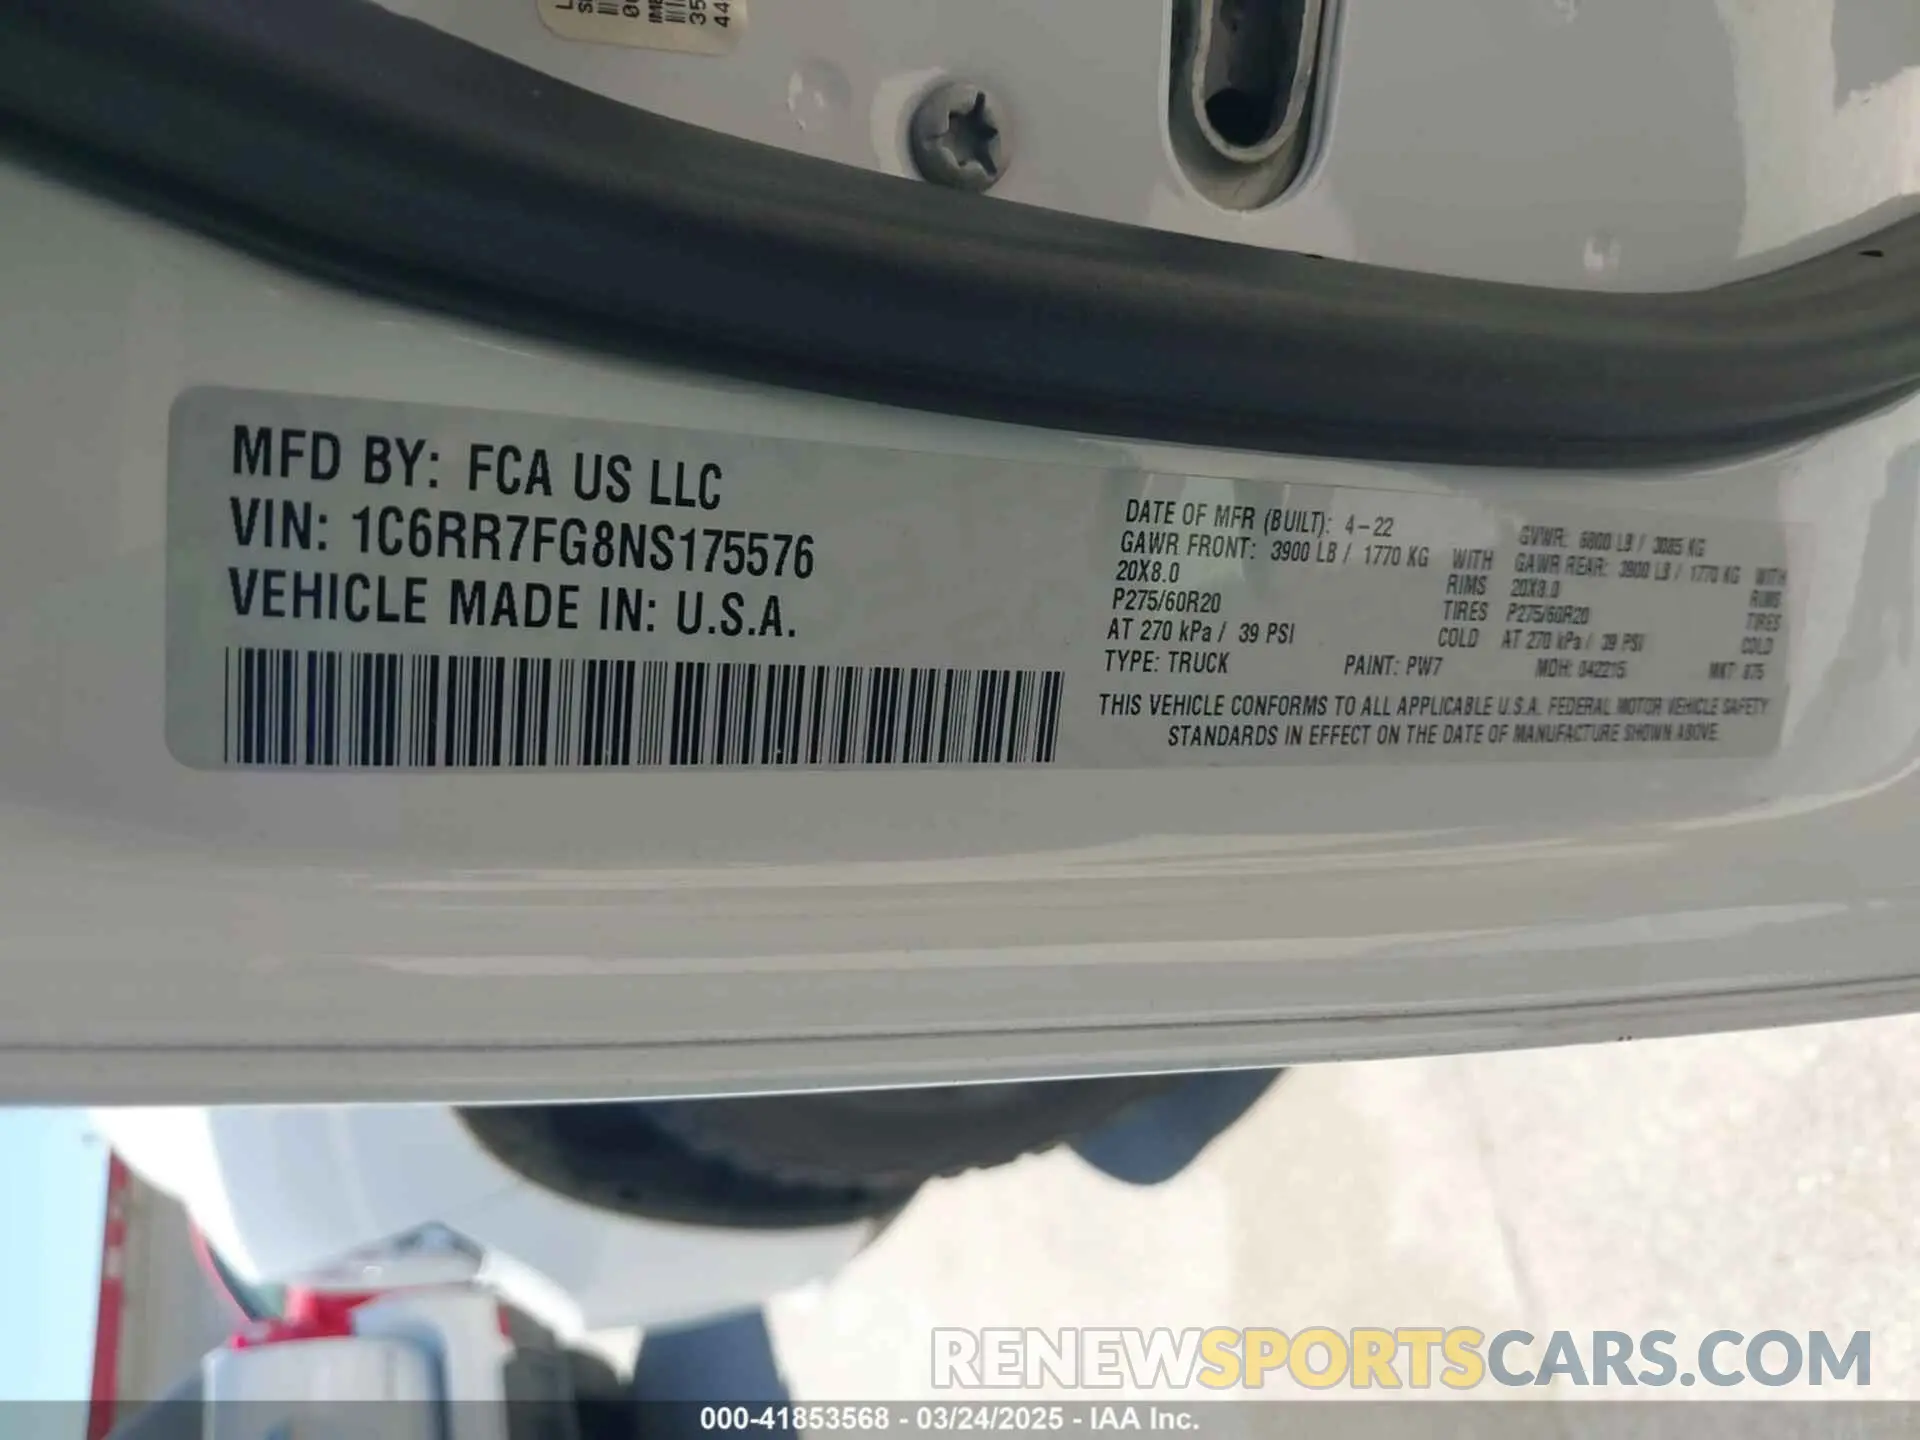 MFD BY: FCA US LLC
VIN: 1C6RR7FG8NS175576
VEHICLE MADE IN: U.S.A.
DATE OF MFR (BUILT): 4-22 GVWR: 6800 LB / 3085 KG
GAWR FRONT: 3900 LB / 1770 KG WITH GAWR REAR: 3900 LB / 1770 KG WITH
20X8.0 RIMS 20X8.0 RIMS
P275/60R20 TIRES P275/60R20 TIRES
AT 270 kPa / 39 PSI COLD AT 270 kPa / 39 PSI COLD
TYPE: TRUCK PAINT: PW7 MDH: 042215
THIS VEHICLE CONFORMS TO ALL APPLICABLE U.S.A. FEDERAL MOTOR VEHICLE SAFETY
STANDARDS IN EFFECT ON THE DATE OF MANUFACTURE SHOWN ABOVE.
RENEWSPORTSCARS.COM
000-41853568 - 03/24/2025 - IAA Inc.